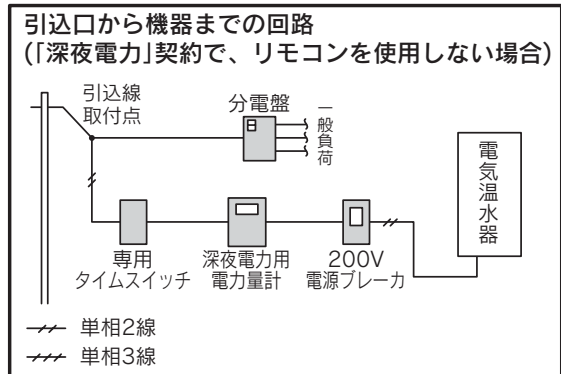 引込口から機器までの回路
(｢深夜電力｣契約で、リモコンを使用しない場合)
引込線
取付点
分電盤
一般負荷
電気温水器
専用
タイムスイッチ
深夜電力用
電力量計
200V
電源ブレーカ
単相2線
単相3線